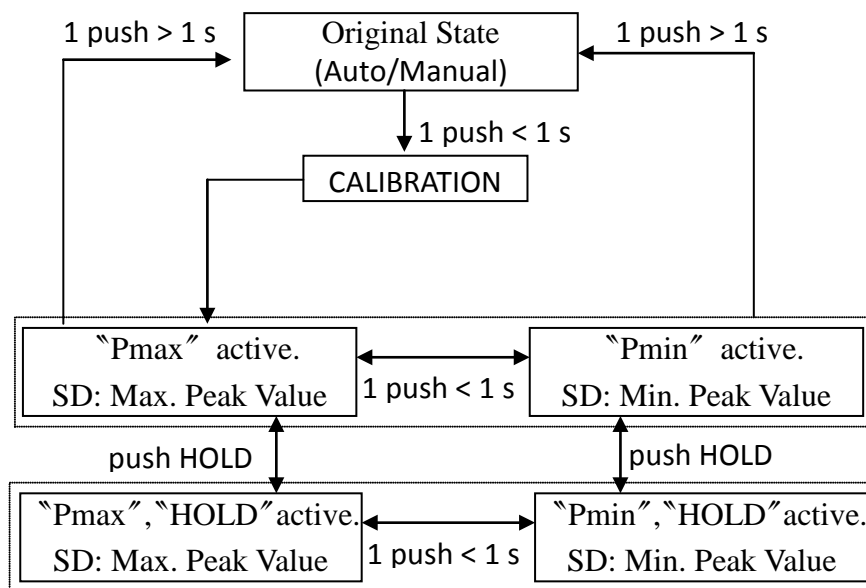 1 push > 1 s
Original State
(Auto/Manual)
1 push > 1 s
1 push < 1 s
CALIBRATION
〝Pmax〞 active.
SD: Max. Peak Value
1 push < 1 s
〝Pmin〞 active.
SD: Min. Peak Value
push HOLD
push HOLD
〝Pmax〞,〝HOLD〞active.
SD: Max. Peak Value
1 push < 1 s
〝Pmin〞,〝HOLD〞active.
SD: Min. Peak Value